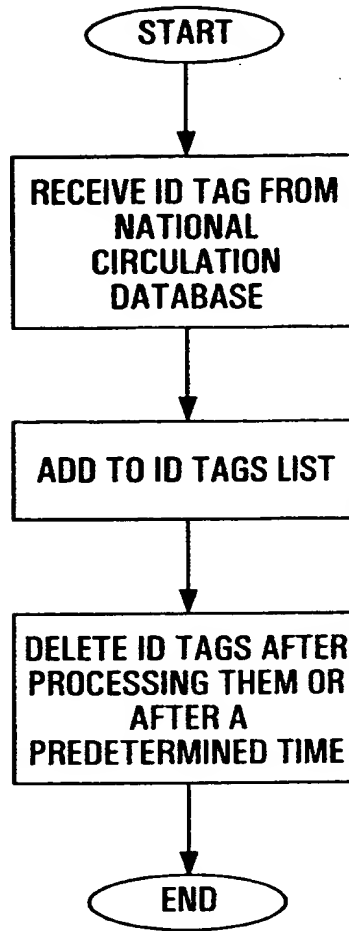 START
RECEIVE ID TAG FROM
NATIONAL
CIRCULATION
DATABASE
ADD TO ID TAGS LIST
DELETE ID TAGS AFTER
PROCESSING THEM OR
AFTER A
PREDETERMINED TIME
END